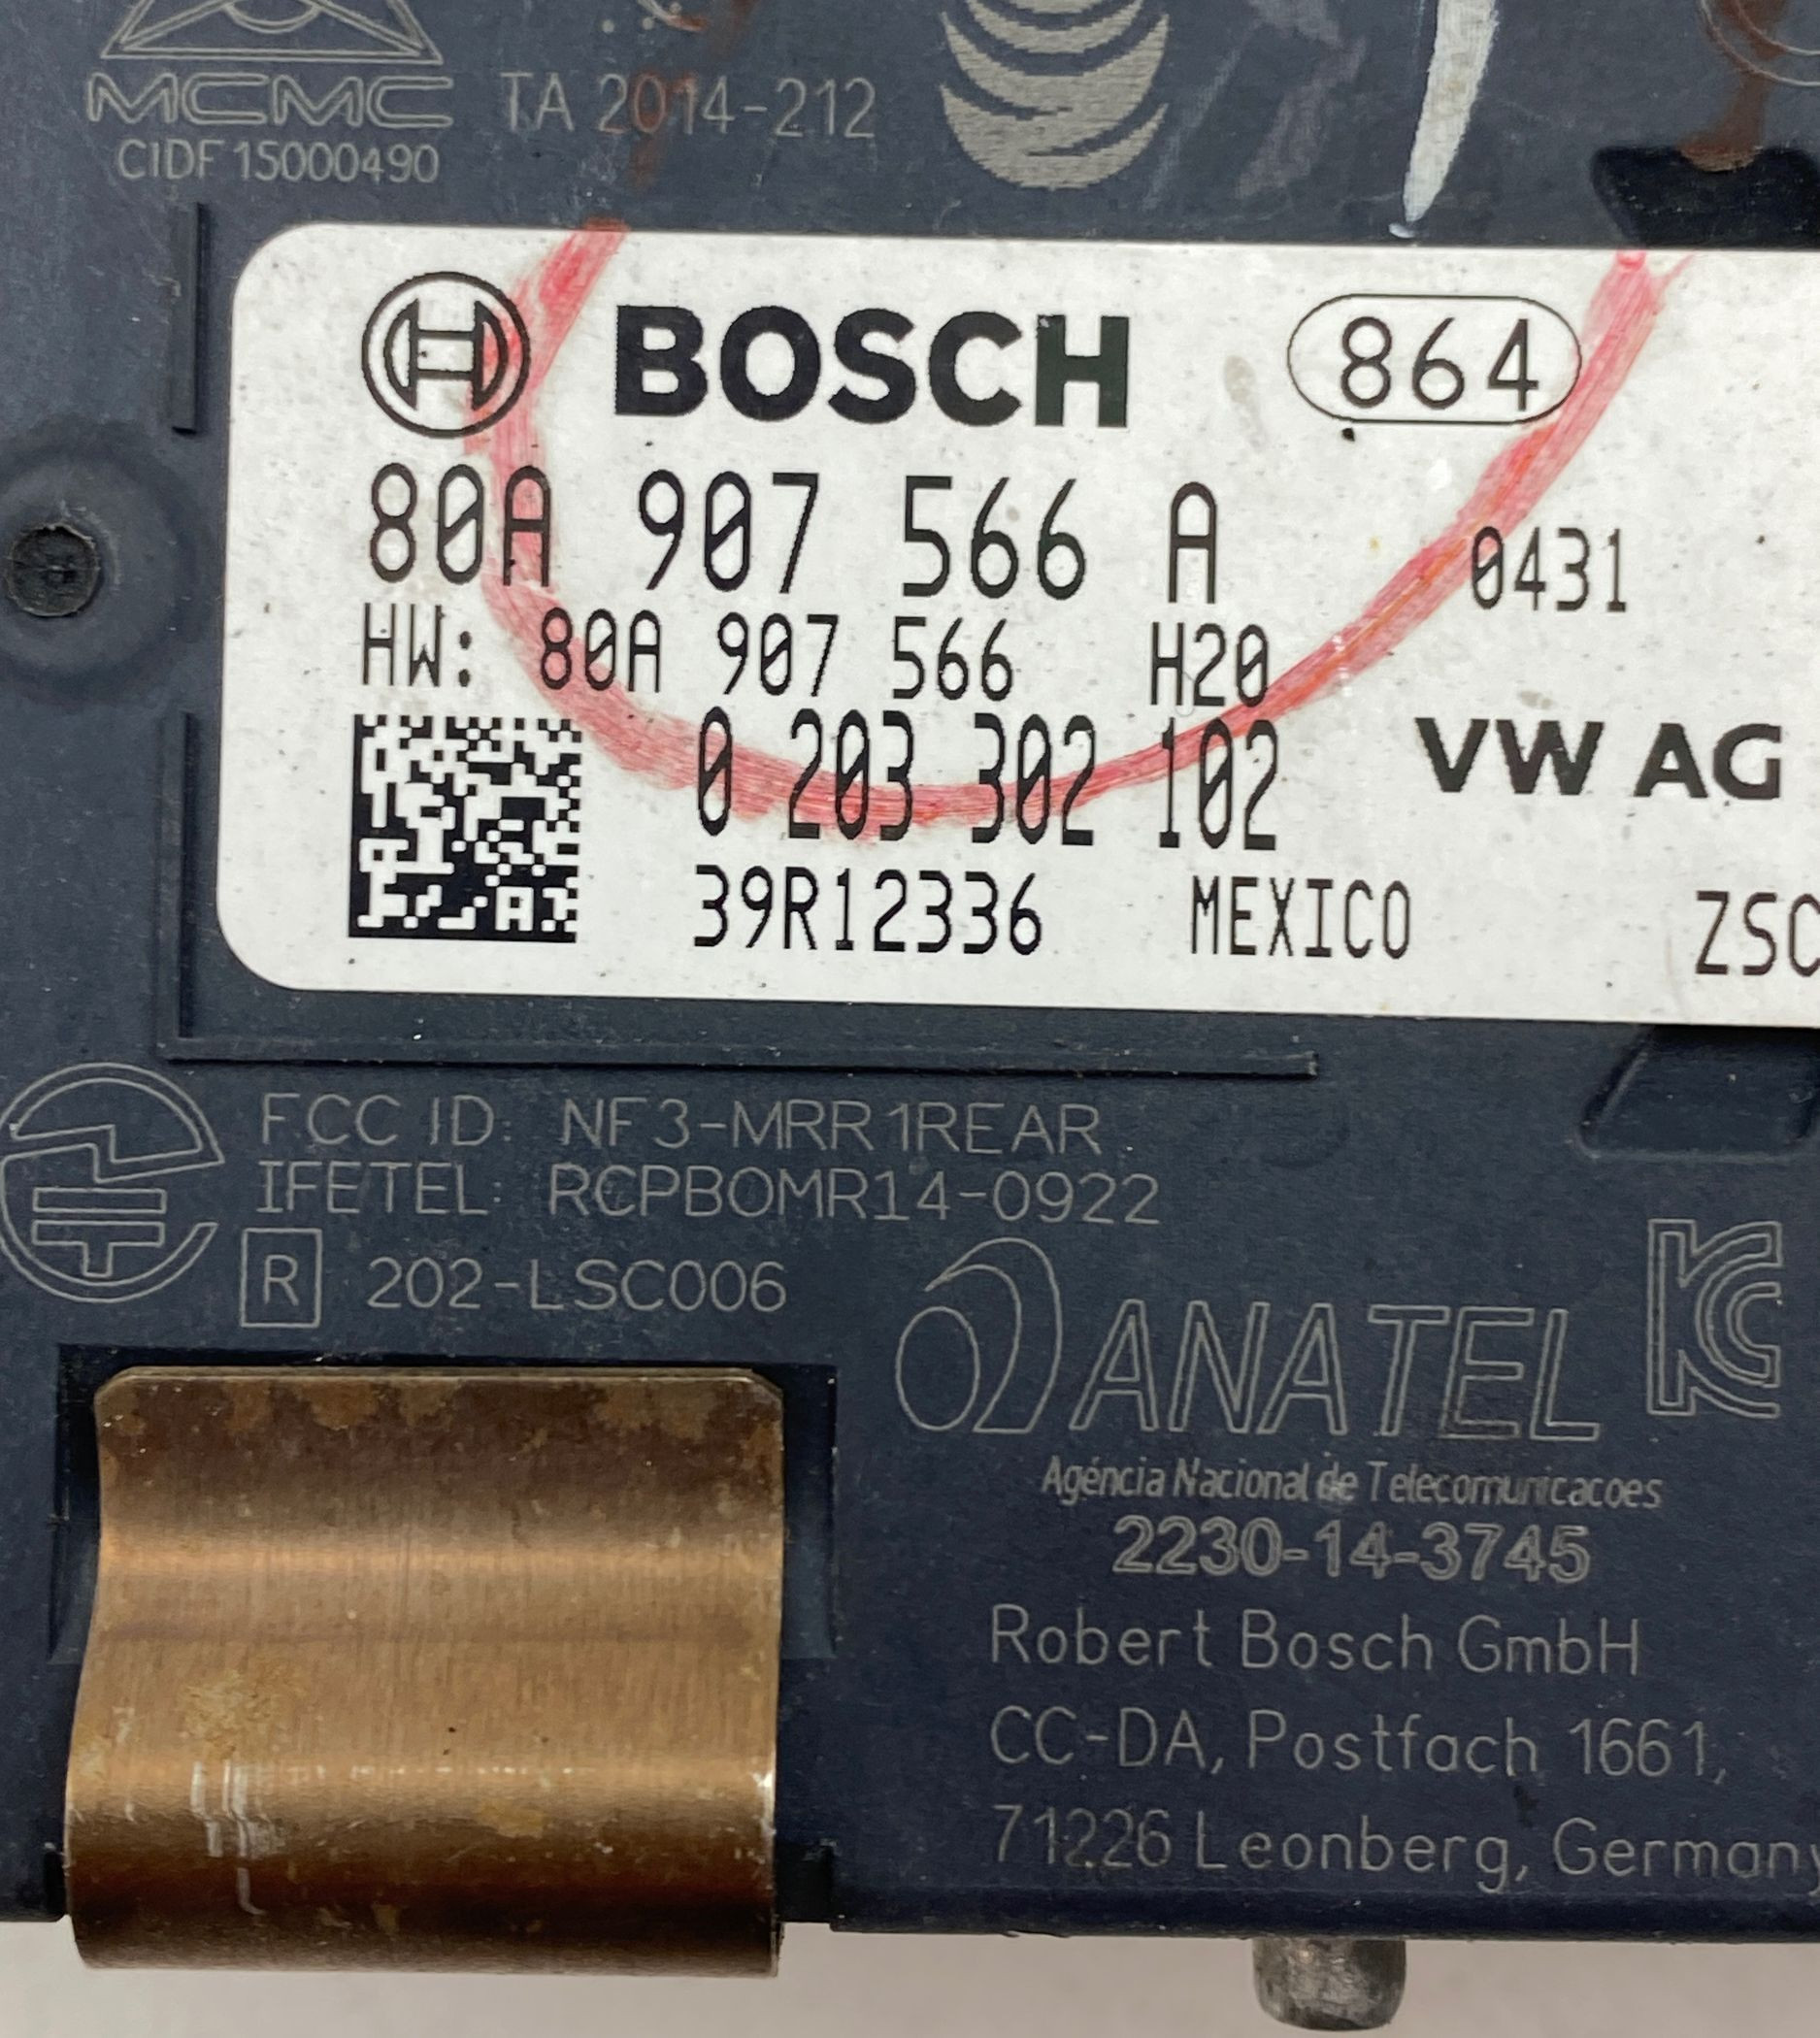 MCMC TA 2014-212
CIDF 15000490
BOSCH 864
80A 907 566 A 0431
HW: 80A 907 566 H20
0 203 302 102 VW AG
39R12336 MEXICO ZSC
FCC ID: NF3-MRR1REAR
IFETEL: RCPBOMR14-0922
R 202-LSC006
ANATEL
Agência Nacional de Telecomunicacoes
2230-14-3745
Robert Bosch GmbH
CC-DA, Postfach 1661,
71226 Leonberg, Germany